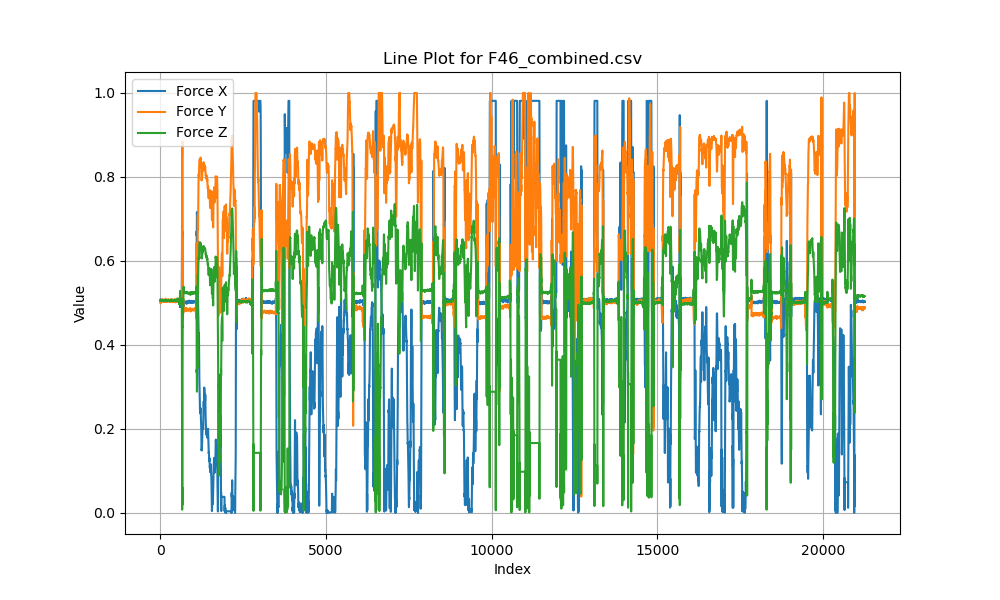 Line Plot for F46_combined.csv
Force X
Force Y
Force Z
1.0
0.8
0.6
0.4
0.2
0.0
Value
0 5000 10000 15000 20000
Index